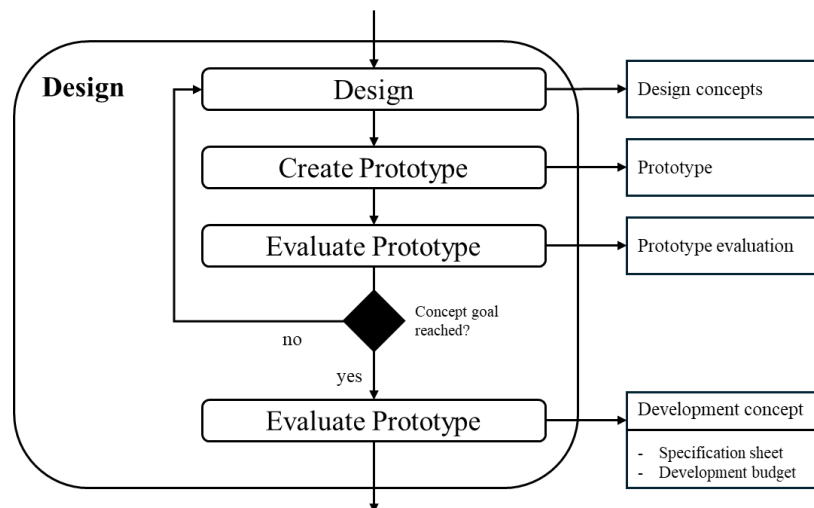 Design
Design
Design concepts
Create Prototype
Prototype
Evaluate Prototype
Prototype evaluation
Concept goal
reached?
no
yes
Evaluate Prototype
Development concept
- Specification sheet
- Development budget